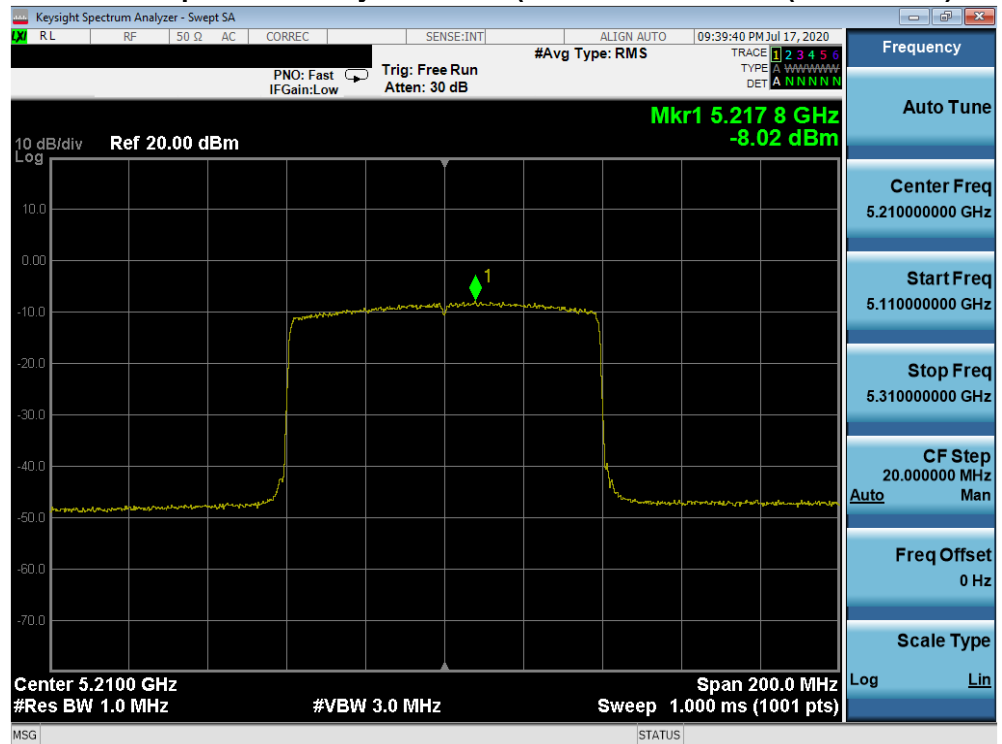 Keysight Spectrum Analyzer - Swept SA
LXI RL RF 50 Ω AC CORREC SENSE:INT ALIGN AUTO 09:39:40 PM Jul 17, 2020
#Avg Type: RMS TRACE 1 2 3 4 5 6
PNO: Fast Trig: Free Run TYPE A WWWWW
IFGain:Low Atten: 30 dB DET A N N N N N
Mkr1 5.217 8 GHz
10 dB/div Ref 20.00 dBm -8.02 dBm
Log
10.0
0.00
1
-10.0
-20.0
-30.0
-40.0
-50.0
-60.0
-70.0
Center 5.2100 GHz Span 200.0 MHz
#Res BW 1.0 MHz #VBW 3.0 MHz Sweep 1.000 ms (1001 pts)
MSG STATUS
Frequency
Auto Tune
Center Freq
5.210000000 GHz
Start Freq
5.110000000 GHz
Stop Freq
5.310000000 GHz
CF Step
20.000000 MHz
Auto Man
Freq Offset
0 Hz
Scale Type
Log Lin